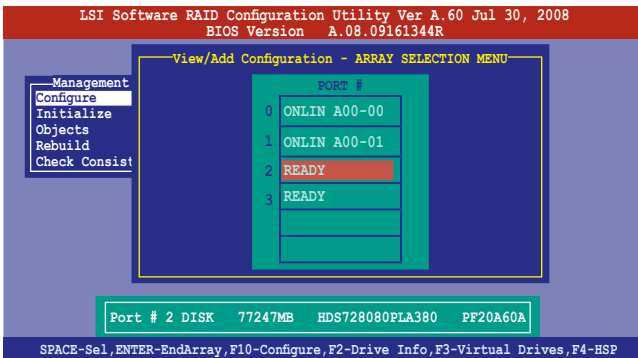 LSI Software RAID Configuration Utility Ver A.60 Jul 30, 2008
BIOS Version A.08.09161344R
View/Add Configuration - ARRAY SELECTION MENU
Management
Configure
Initialize
Objects
Rebuild
Check Consist
PORT #
0 ONLIN A00-00
1 ONLIN A00-01
2 READY
3 READY
Port # 2 DISK 77247MB HDS728080PLA380 PF20A60A
SPACE-Sel,ENTER-EndArray,F10-Configure,F2-Drive Info,F3-Virtual Drives,F4-HSP